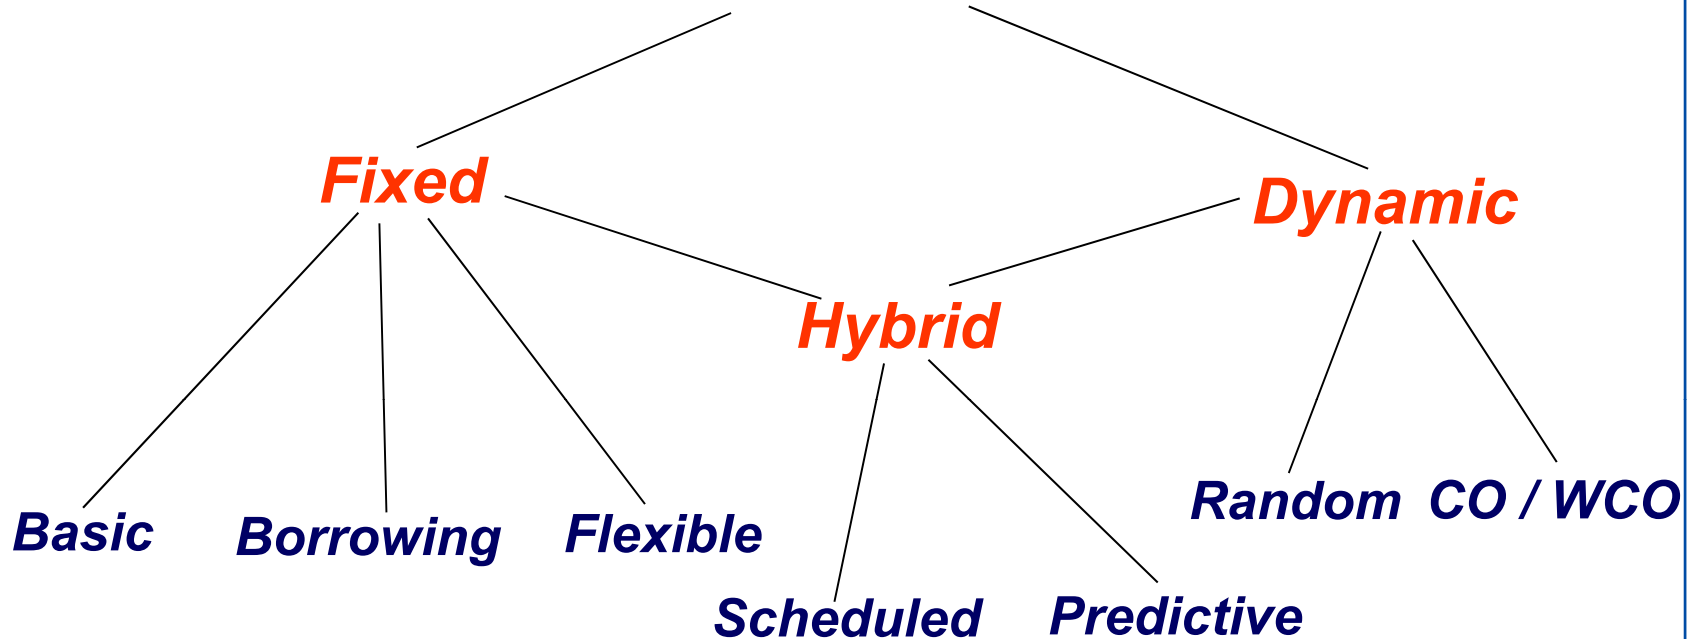 Fixed
Dynamic
Hybrid
Basic
Borrowing
Flexible
Random
CO / WCO
Scheduled
Predictive